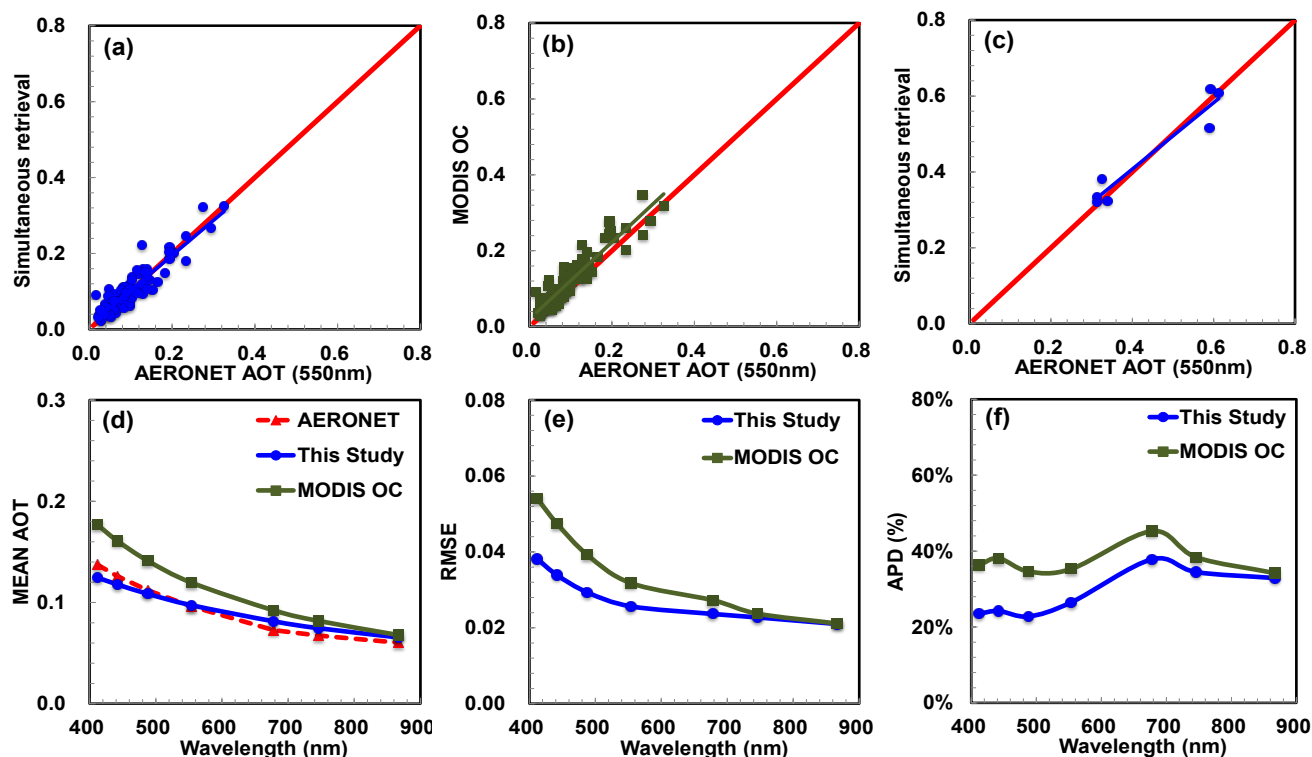 (a)
Simultaneous retrieval
0.8
0.6
0.4
0.2
0.0
0.0 0.2 0.4 0.6 0.8
AERONET AOT (550nm)
(b)
MODIS OC
0.8
0.6
0.4
0.2
0.0
0.0 0.2 0.4 0.6 0.8
AERONET AOT (550nm)
(c)
Simultaneous retrieval
0.8
0.6
0.4
0.2
0.0
0.0 0.2 0.4 0.6 0.8
AERONET AOT (550nm)
(d)
AERONET
This Study
MODIS OC
MEAN AOT
0.3
0.2
0.1
0.0
400 500 600 700 800 900
Wavelength (nm)
(e)
This Study
MODIS OC
RMSE
0.08
0.06
0.04
0.02
0.00
400 500 600 700 800 900
Wavelength (nm)
(f)
This Study
MODIS OC
APD (%)
80%
60%
40%
20%
0%
400 500 600 700 800 900
Wavelength (nm)